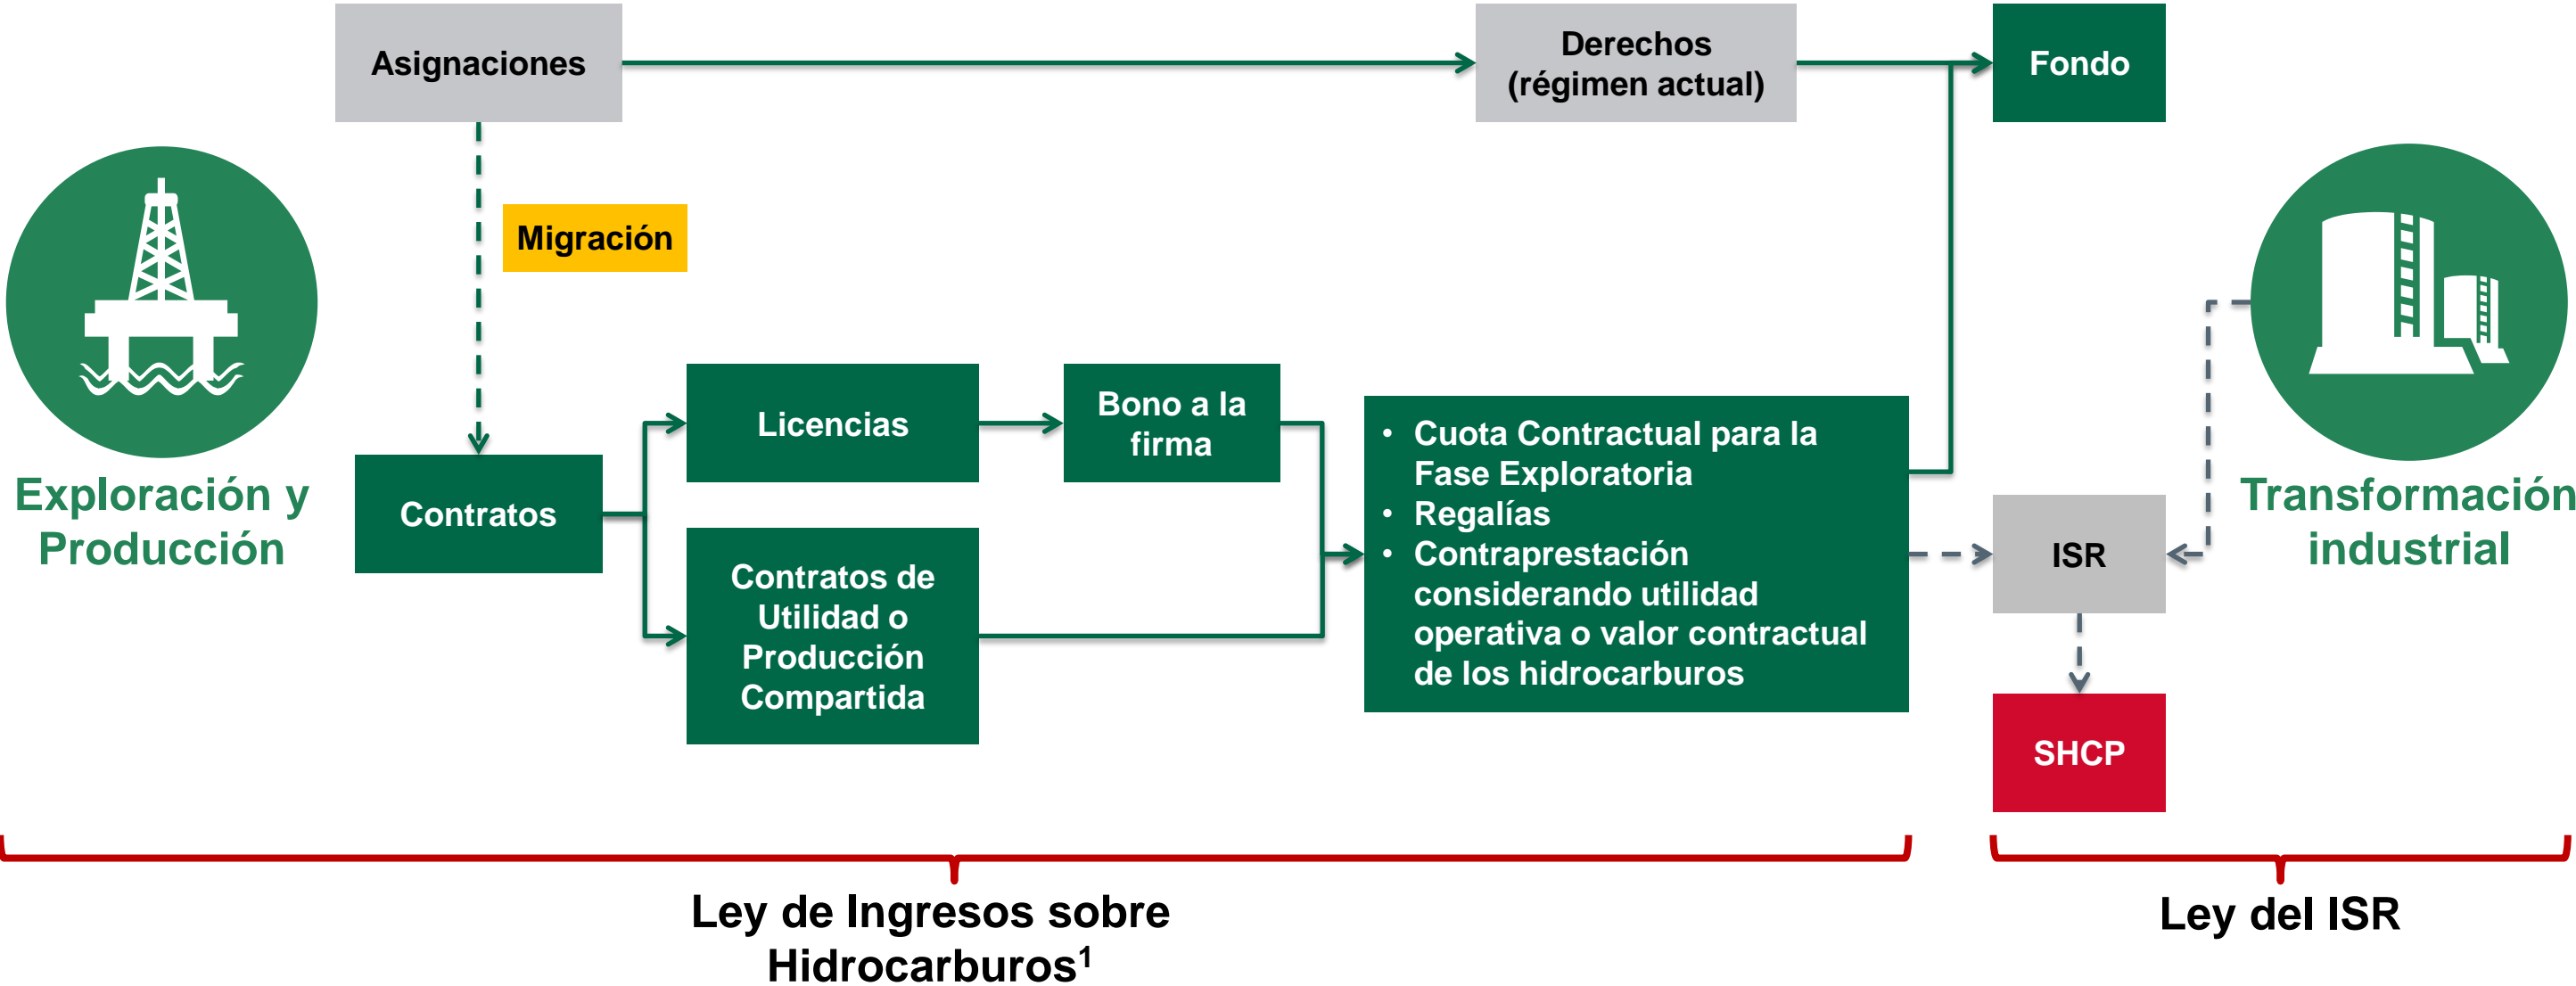 Asignaciones
Derechos
(régimen actual)
Fondo
Migración
Exploración y
Producción
Contratos
Licencias
Bono a la
firma
Contratos de
Utilidad o
Producción
Compartida
• Cuota Contractual para la
Fase Exploratoria
• Regalías
• Contraprestación
considerando utilidad
operativa o valor contractual
de los hidrocarburos
Transformación
industrial
ISR
SHCP
Ley de Ingresos sobre
Hidrocarburos¹
Ley del ISR